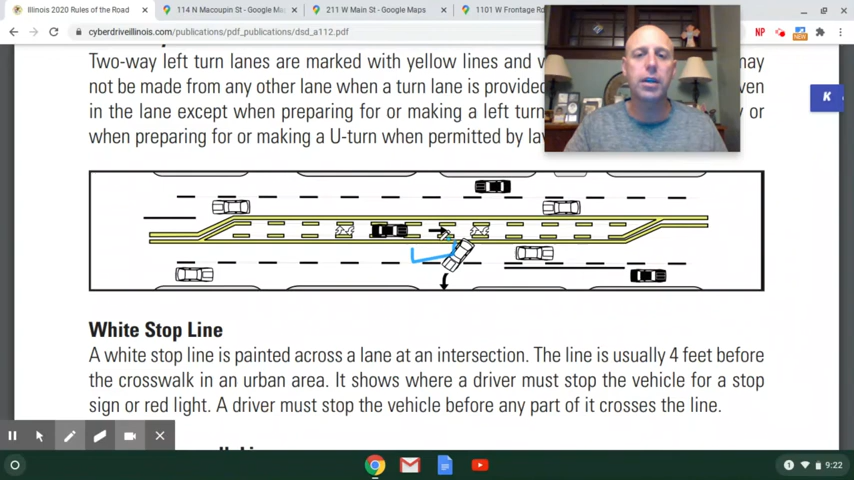 Illinois 2020 Rules of the Road
114 N Macoupin St - Google Ma
211 W Main St - Google Maps
1101 W Frontage Ro
cyberdriveillinois.com/publications/pdf_publications/dsd_a112.pdf
NP
NEW
Two-way left turn lanes are marked with yellow lines and
may
not be made from any other lane when a turn lane is provided
ven
in the lane except when preparing for or making a left turn
y or
when preparing for or making a U-turn when permitted by
K
White Stop Line
A white stop line is painted across a lane at an intersection. The line is usually 4 feet before
the crosswalk in an urban area. It shows where a driver must stop the vehicle for a stop
sign or red light. A driver must stop the vehicle before any part of it crosses the line.
1
9:22